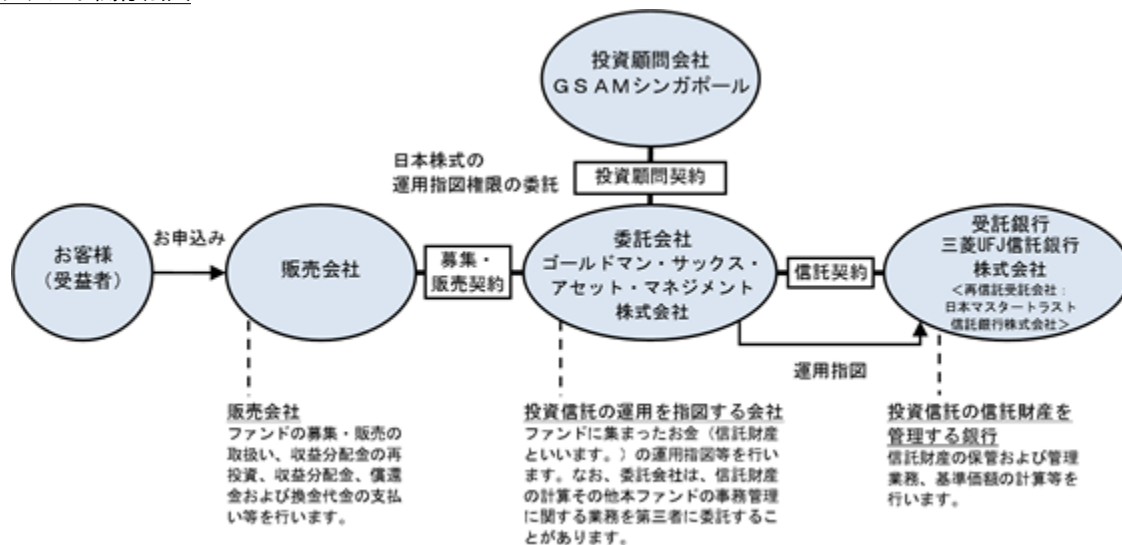 投資顧問会社
GSAMシンガポール
日本株式の
運用指図権限の委託
投資顧問契約
お客様
(受益者)
お申込み
販売会社
募集・
販売契約
委託会社
ゴールドマン・サックス・
アセット・マネジメント
株式会社
信託契約
受託銀行
三菱UFJ信託銀行
株式会社
<再信託受託会社:
日本マスタートラスト
信託銀行株式会社>
運用指図
販売会社
ファンドの募集・販売の
取扱い、収益分配金の再
投資、収益分配金、償還
金および換金代金の支払
い等を行います。
投資信託の運用を指図する会社
ファンドに集まったお金(信託財産
といいます。)の運用指図等を行い
ます。なお、委託会社は、信託財産
の計算その他本ファンドの事務管理
に関する業務を第三者に委託するこ
とがあります。
投資信託の信託財産を
管理する銀行
信託財産の保管および管理
業務、基準価額の計算等を
行います。